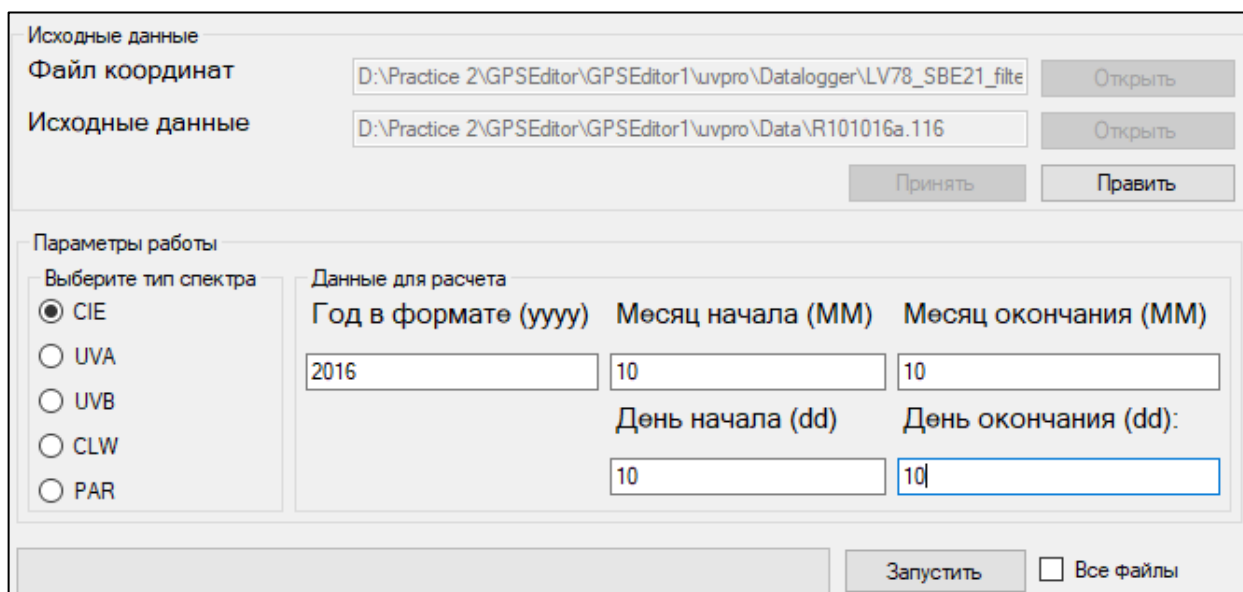 Исходные данные
Файл координат D:\Practice 2\GPSEditor\GPSEditor1\uvpro\Datalogger\LV78_SBE21_filte Открыть
Исходные данные D:\Practice 2\GPSEditor\GPSEditor1\uvpro\Data\R101016a.116 Открыть
Принять Править
Параметры работы
Выберите тип спектра Данные для расчета
CIE Год в формате (yyyy) Месяц начала (MM) Месяц окончания (MM)
UVA 2016 10 10
UVB День начала (dd) День окончания (dd):
CLW
PAR 10 10
Запустить Все файлы